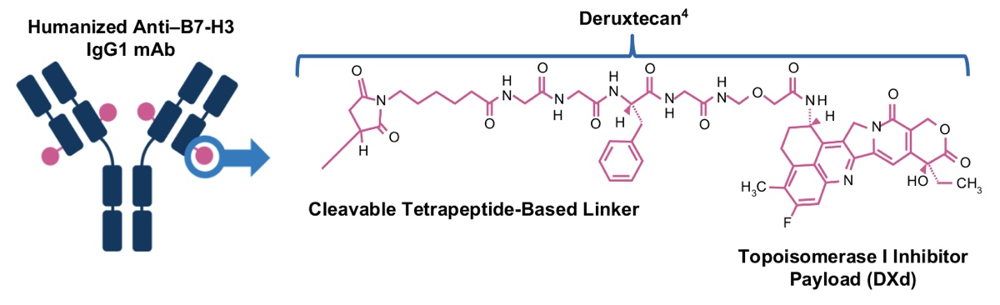 Deruxtecan4
Humanized Anti–B7-H3
IgG1 mAb
O
N
O
H
O
H
N
O
N
H
O
H
N
H
O
N
H
O
H
N
O
O
NH
H
O
N
O
O
N
HO
CH3
H3C
F
Cleavable Tetrapeptide-Based Linker
Topoisomerase I Inhibitor
Payload (DXd)